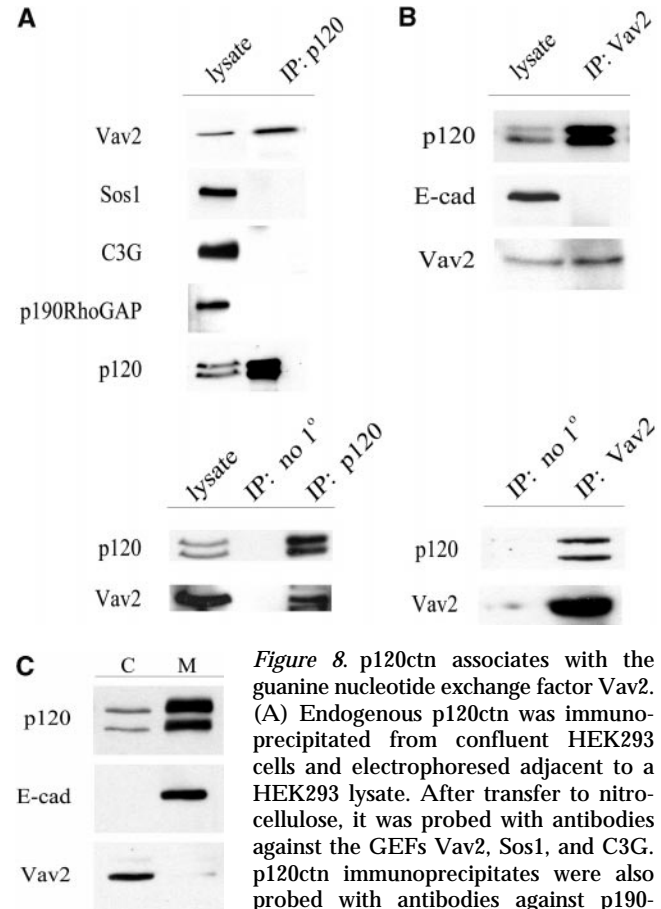 A
lysate
IP: p120
Vav2
Sos1
C3G
p190RhoGAP
p120
lysate
IP: no 1°
IP: p120
p120
Vav2
B
lysate
IP: Vav2
p120
E-cad
Vav2
IP: no 1°
IP: Vav2
p120
Vav2
C
C M
p120
E-cad
Vav2
Figure 8. p120ctn associates with the
guanine nucleotide exchange factor Vav2.
(A) Endogenous p120ctn was immuno-
precipitated from confluent HEK293
cells and electrophoresed adjacent to a
HEK293 lysate. After transfer to nitro-
cellulose, it was probed with antibodies
against the GEFs Vav2, Sos1, and C3G.
p120ctn immunoprecipitates were also
probed with antibodies against p190-